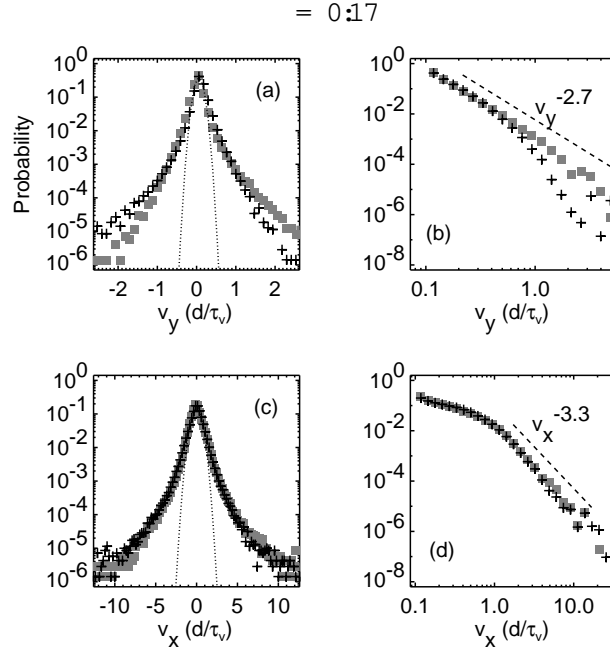 = 0:17
10^0
10^-1
10^-2
10^-3
10^-4
10^-5
10^-6
Probability
(a)
-2 -1 0 1 2
v_y (d/τ_v)
10^0
10^-2
10^-4
10^-6
10^-8
v_y^-2.7
(b)
0.1 1.0
v_y (d/τ_v)
10^0
10^-1
10^-2
10^-3
10^-4
10^-5
10^-6
(c)
-10 -5 0 5 10
v_x (d/τ_v)
10^0
10^-2
10^-4
10^-6
10^-8
v_x^-3.3
(d)
0.1 1.0 10.0
v_x (d/τ_v)